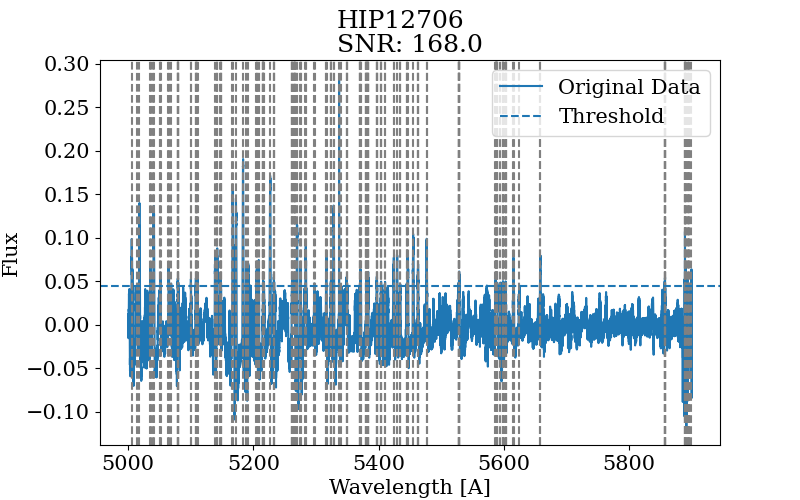 HIP12706
SNR: 168.0
Original Data
Threshold
Flux
0.30
0.25
0.20
0.15
0.10
0.05
0.00
−0.05
−0.10
5000
5200
5400
5600
5800
Wavelength [A]